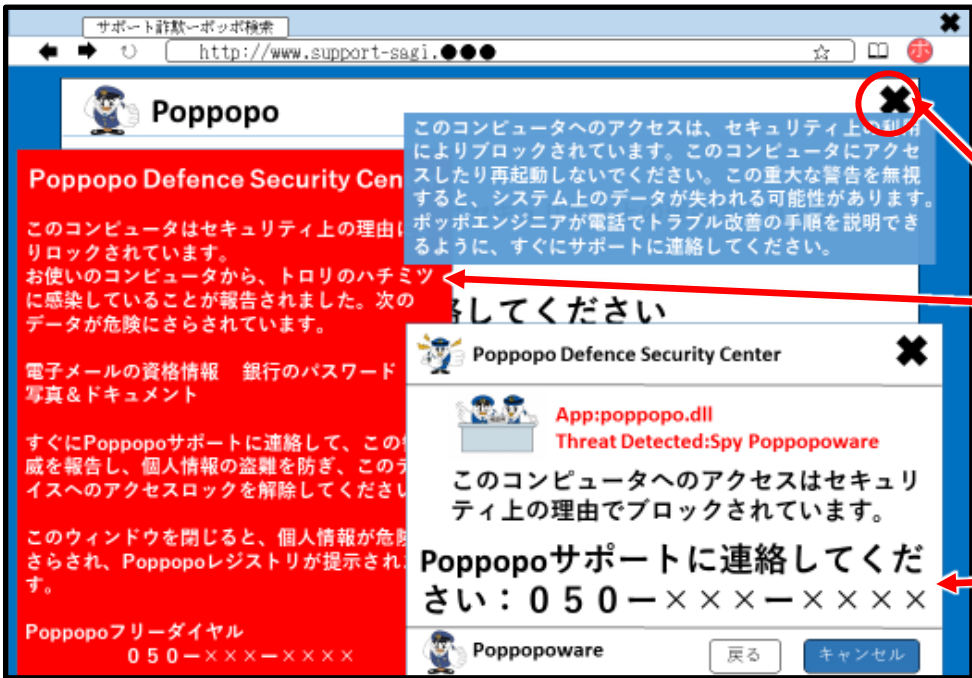 サポート詐欺ーポッポ検索
http://www.support-sagi.●●●
ホ
Poppopo
このコンピュータへのアクセスは、セキュリティ上の利用
によりブロックされています。このコンピュータにアクセ
スしたり再起動しないでください。この重大な警告を無視
すると、システム上のデータが失われる可能性があります。
ポッポエンジニアが電話でトラブル改善の手順を説明でき
るように、すぐにサポートに連絡してください。
Poppopo Defence Security Cen
このコンピュータはセキュリティ上の理由に
りロックされています。
お使いのコンピュータから、トロリのハチミツ
に感染していることが報告されました。次の
データが危険にさらされています。
電子メールの資格情報　銀行のパスワード
写真＆ドキュメント
すぐにPoppopoサポートに連絡して、この
威を報告し、個人情報の盗難を防ぎ、このデ
イスへのアクセスロックを解除してください
このウィンドウを閉じると、個人情報が危険
さらされ、Poppopoレジストリが提示され
す。
Poppopoフリーダイヤル
０５０ー×××ー××××
してください
Poppopo Defence Security Center
App:poppopo.dll
Threat Detected:Spy Poppopoware
このコンピュータへのアクセスはセキュリ
ティ上の理由でブロックされています。
Poppopoサポートに連絡してくだ
さい：０５０ー×××ー××××
Poppopoware
戻る
キャンセル